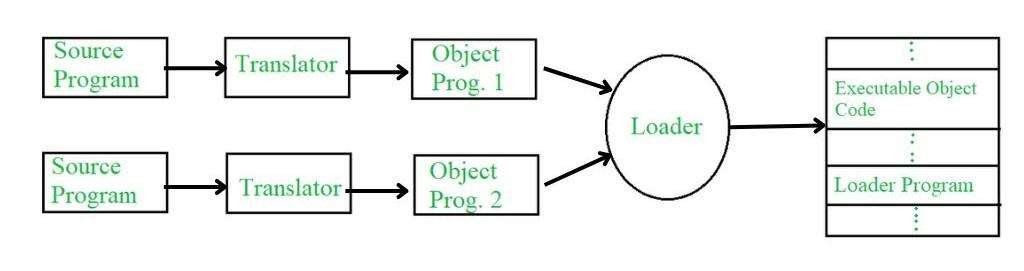 Source
Program
Translator
Object
Prog. 1
Source
Program
Translator
Object
Prog. 2
Loader
Executable Object
Code
Loader Program